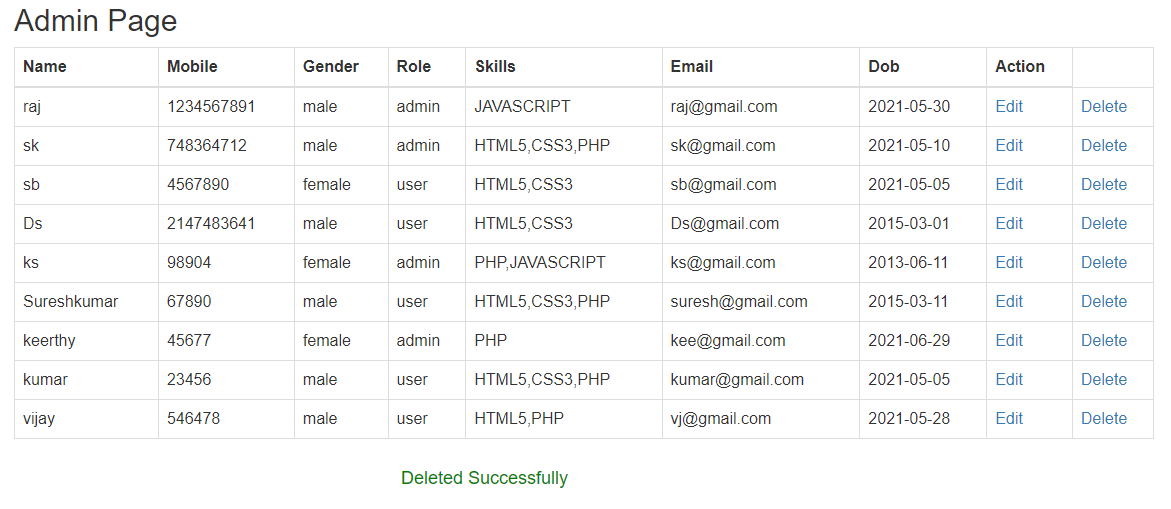 Admin Page
Name Mobile Gender Role Skills Email Dob Action
raj 1234567891 male admin JAVASCRIPT raj@gmail.com 2021-05-30 Edit Delete
sk 748364712 male admin HTML5,CSS3,PHP sk@gmail.com 2021-05-10 Edit Delete
sb 4567890 female user HTML5,CSS3 sb@gmail.com 2021-05-05 Edit Delete
Ds 2147483641 male user HTML5,CSS3 Ds@gmail.com 2015-03-01 Edit Delete
ks 98904 female admin PHP,JAVASCRIPT ks@gmail.com 2013-06-11 Edit Delete
Sureshkumar 67890 male user HTML5,CSS3,PHP suresh@gmail.com 2015-03-11 Edit Delete
keerthy 45677 female admin PHP kee@gmail.com 2021-06-29 Edit Delete
kumar 23456 male user HTML5,CSS3,PHP kumar@gmail.com 2021-05-05 Edit Delete
vijay 546478 male user HTML5,PHP vj@gmail.com 2021-05-28 Edit Delete
Deleted Successfully